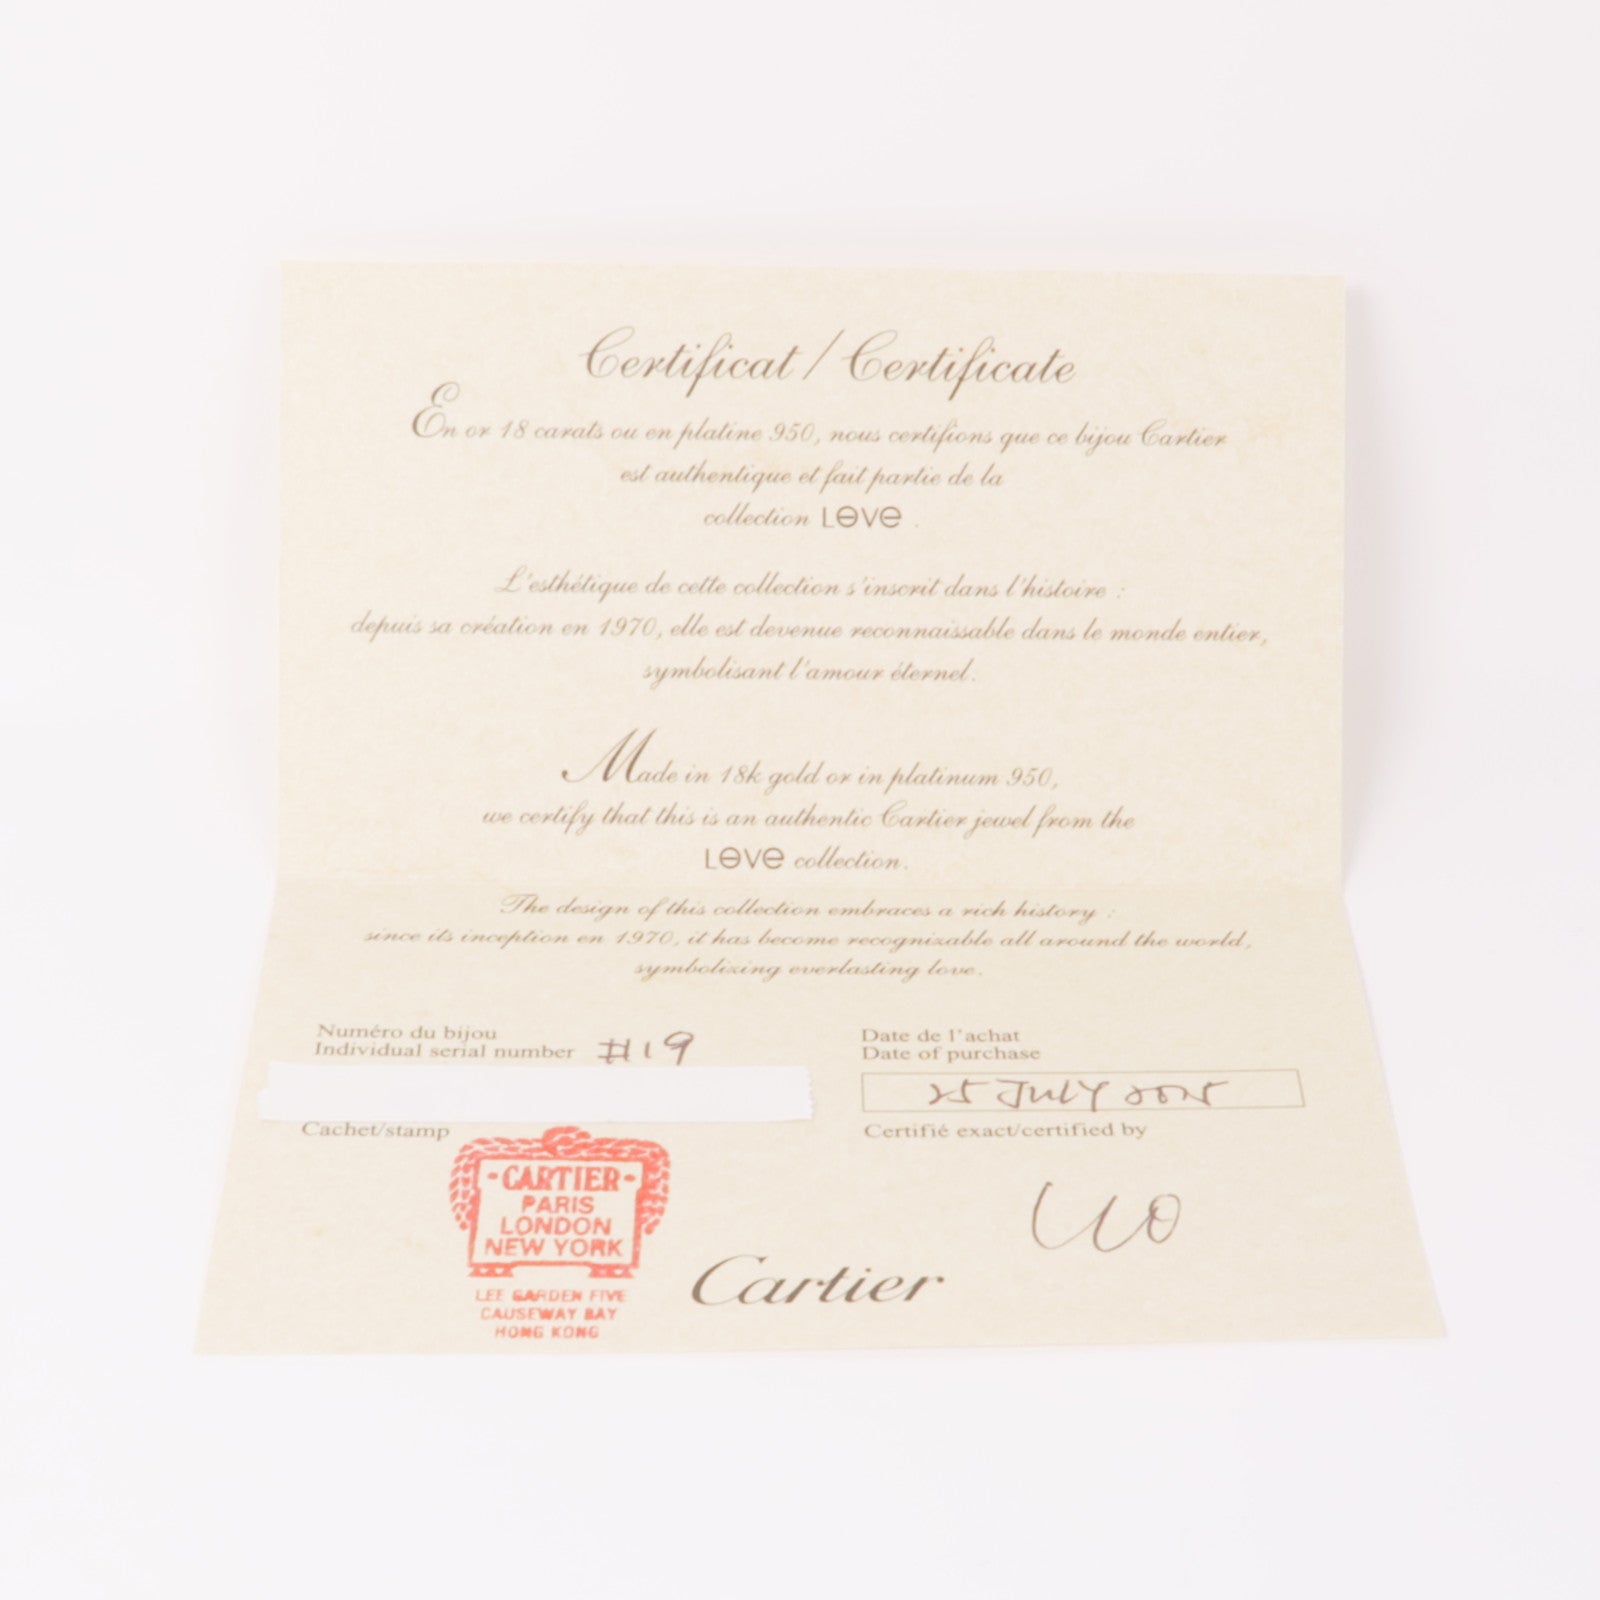 Certificat / Certificate
En or 18 carats ou en platine 950, nous certifions que ce bijou Cartier
est authentique et fait partie de la
collection LOVE .
L'esthétique de cette collection s'inscrit dans l'histoire :
depuis sa création en 1970, elle est devenue reconnaissable dans le monde entier,
symbolisant l'amour éternel.
Made in 18k gold or in platinum 950,
we certify that this is an authentic Cartier jewel from the
LOVE collection.
The design of this collection embraces a rich history :
since its inception en 1970, it has become recognizable all around the world,
symbolizing everlasting love.
Numéro du bijou
Individual serial number #19
Date de l'achat
Date of purchase
25 JULY 2015
Cachet/stamp
Certifié exact/certified by
·CARTIER·
PARIS
LONDON
NEW YORK
LEE GARDEN FIVE
CAUSEWAY BAY
HONG KONG
Cartier